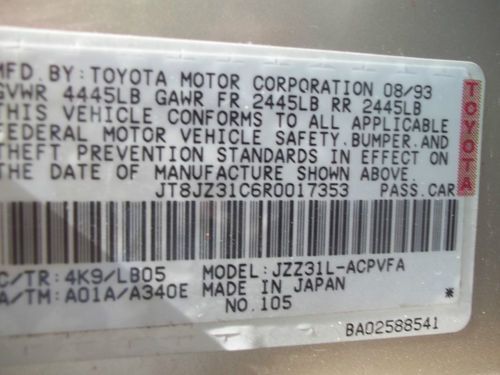 MFD. BY: TOYOTA MOTOR CORPORATION 08/93
GVWR 4445LB GAWR FR 2445LB RR 2445LB
THIS VEHICLE CONFORMS TO ALL APPLICABLE
FEDERAL MOTOR VEHICLE SAFETY, BUMPER, AND
THEFT PREVENTION STANDARDS IN EFFECT ON
THE DATE OF MANUFACTURE SHOWN ABOVE.
JT8JZ31C6R0017353 PASS. CAR
TOYOTA
C/TR: 4K9/LB05 MODEL: JZZ31L-ACPVFA
A/TM: A01A/A340E MADE IN JAPAN *
NO. 105
BA02588541